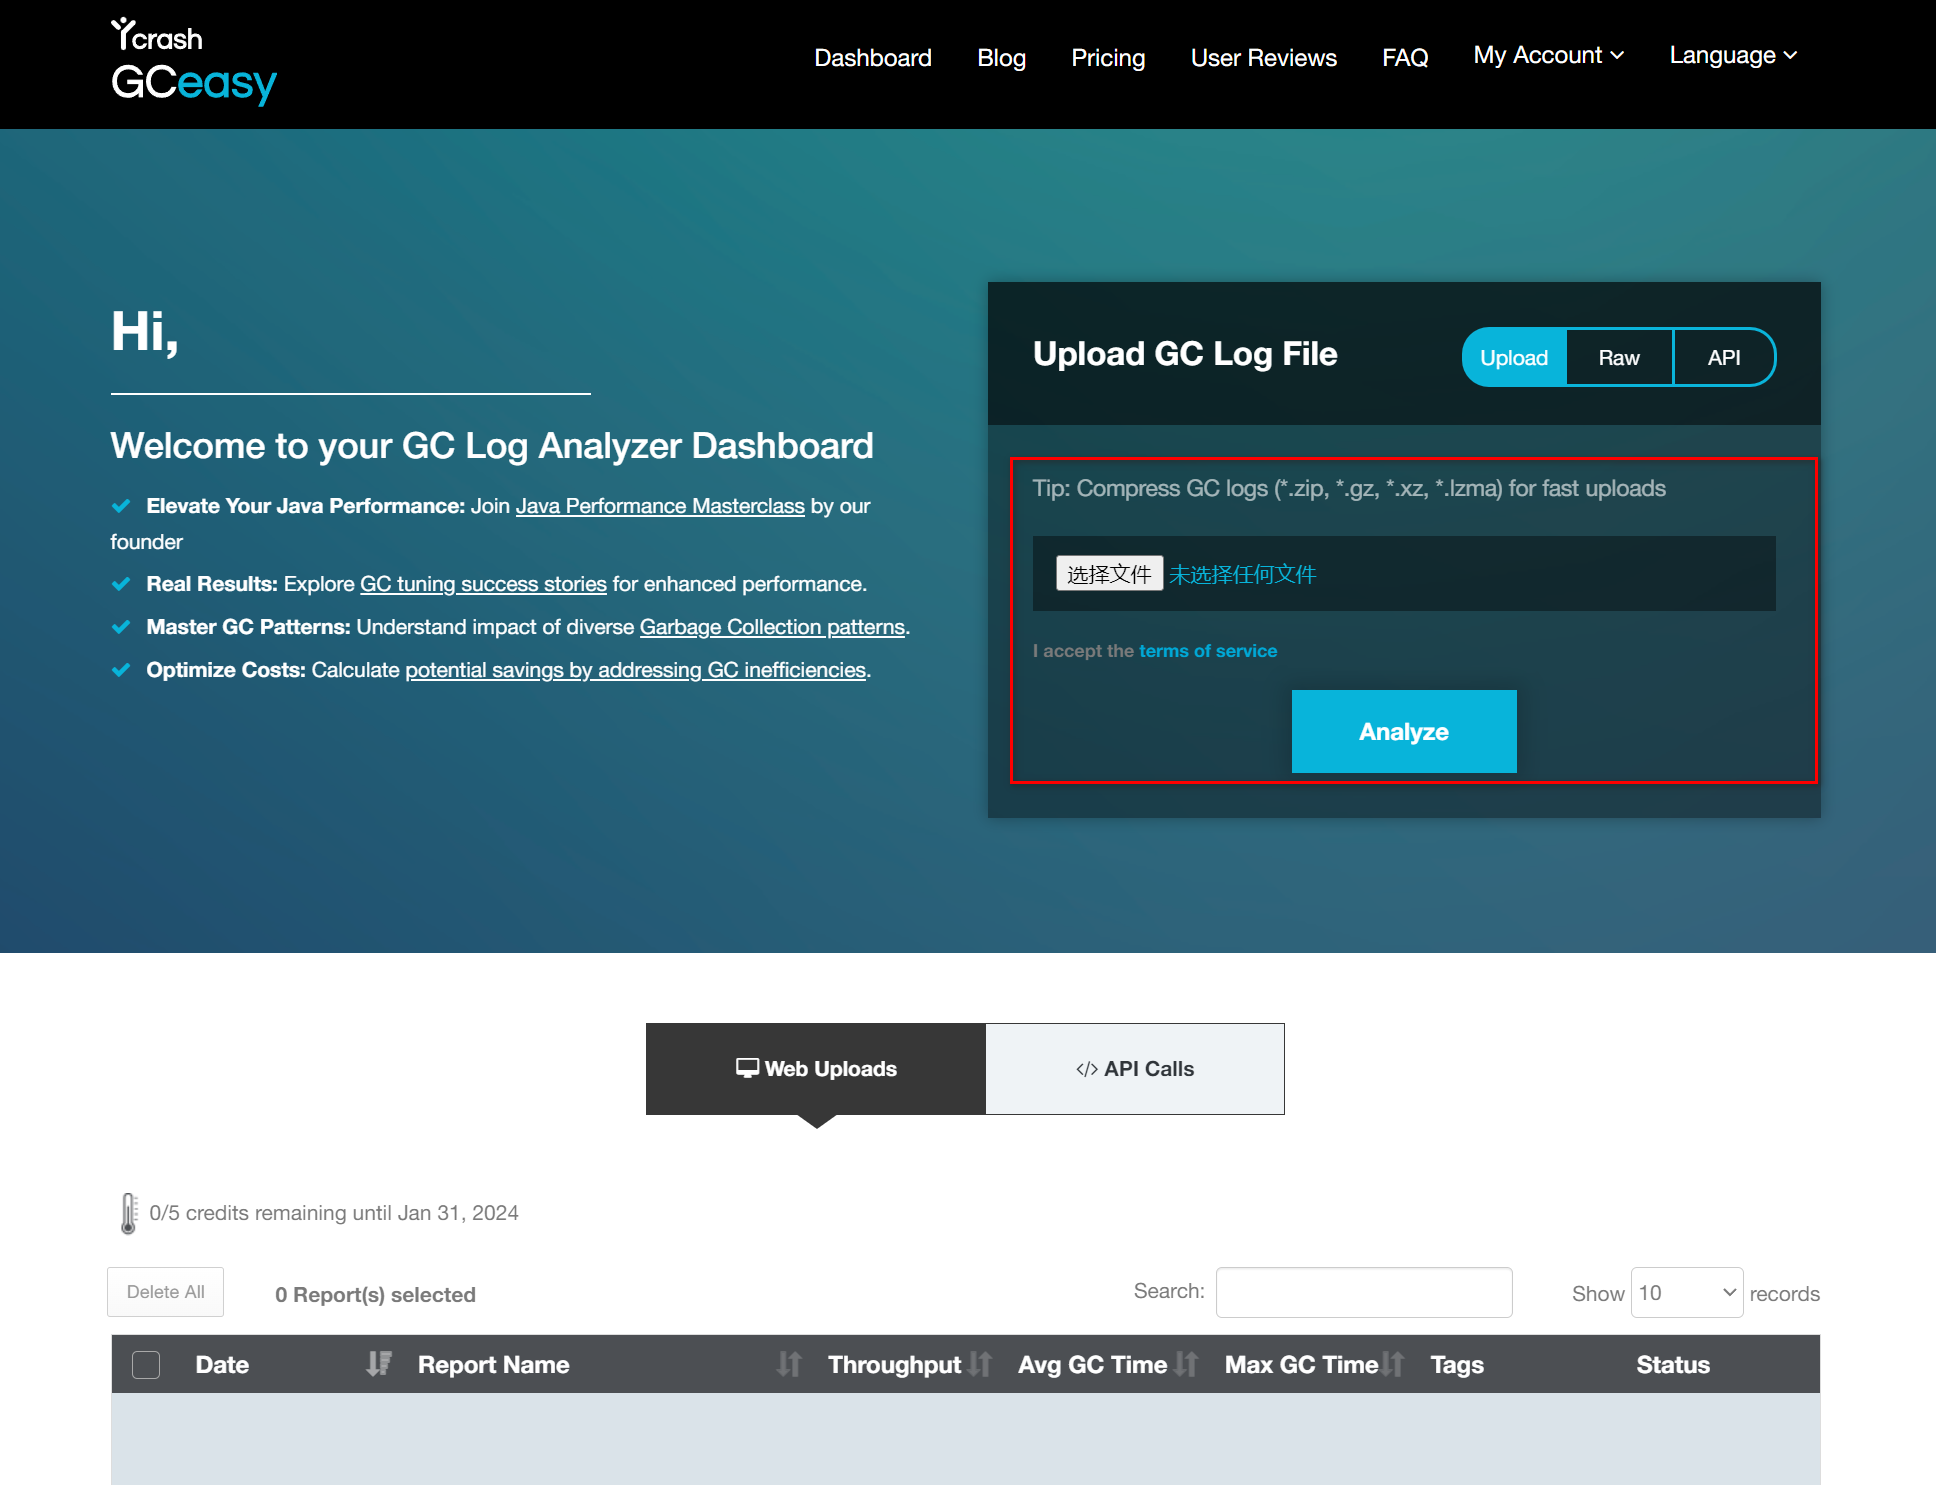 Ycrash
GCeasy
Dashboard
Blog
Pricing
User Reviews
FAQ
My Account
Language
Hi,
Welcome to your GC Log Analyzer Dashboard
Elevate Your Java Performance: Join Java Performance Masterclass by our
founder
Real Results: Explore GC tuning success stories for enhanced performance.
Master GC Patterns: Understand impact of diverse Garbage Collection patterns.
Optimize Costs: Calculate potential savings by addressing GC inefficiencies.
Upload GC Log File
Upload
Raw
API
Tip: Compress GC logs (*.zip, *.gz, *.xz, *.lzma) for fast uploads
选择文件 未选择任何文件
I accept the terms of service
Analyze
Web Uploads
</> API Calls
0/5 credits remaining until Jan 31, 2024
Delete All
0 Report(s) selected
Search:
Show 10 records
Date
Report Name
Throughput
Avg GC Time
Max GC Time
Tags
Status